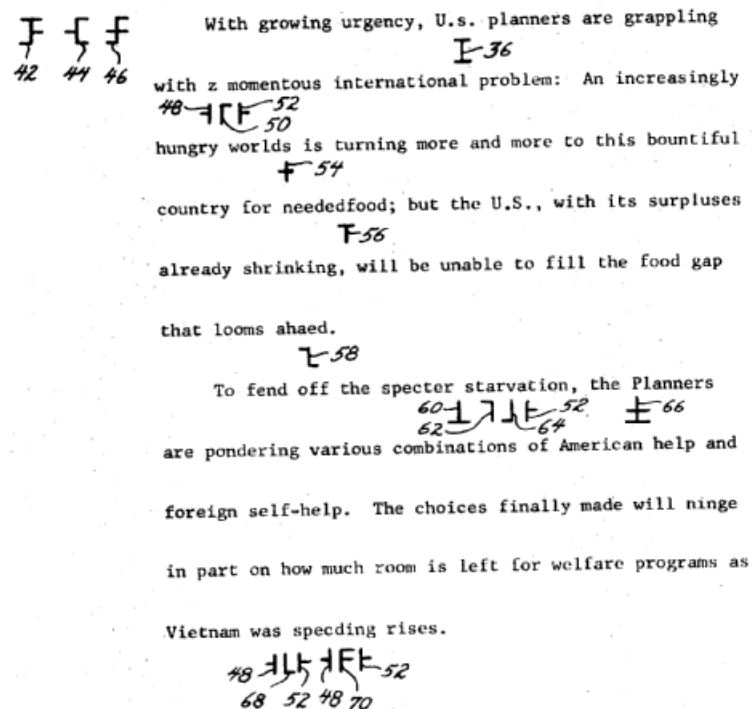 With growing urgency, U.s. planners are grappling
42 44 46 36
with z momentous international problem: An increasingly
48 50 52
hungry worlds is turning more and more to this bountiful
54
country for neededfood; but the U.S., with its surpluses
56
already shrinking, will be unable to fill the food gap
that looms ahaed.
58
To fend off the specter starvation, the Planners
60 62 64 52 66
are pondering various combinations of American help and
foreign self-help. The choices finally made will ninge
in part on how much room is left for welfare programs as
Vietnam was specding rises.
48 52
68 52 48 70